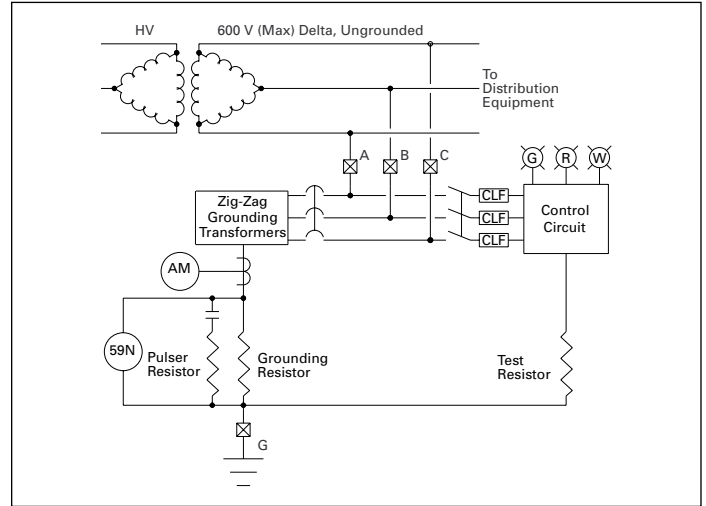 HV
600 V (Max) Delta, Ungrounded
To
Distribution
Equipment
A
B
C
G
R
W
Zig-Zag
Grounding
Transformers
CLF
CLF
CLF
Control
Circuit
AM
59N
Pulser
Resistor
Grounding
Resistor
Test
Resistor
G